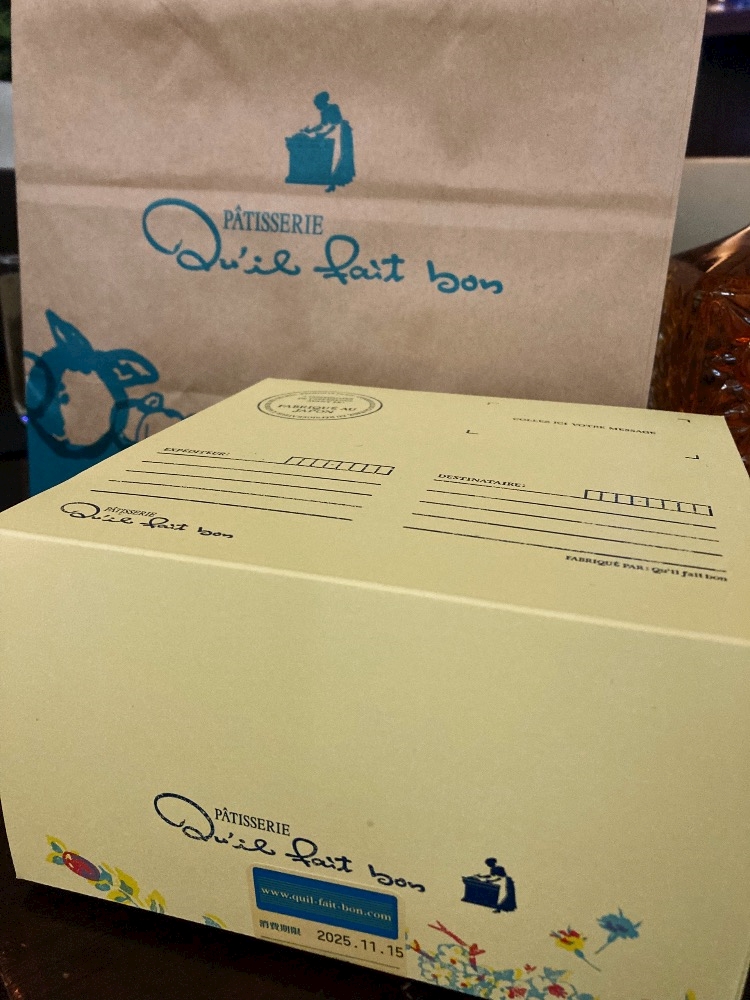 PÂTISSERIE
Qu'il fait bon
FABRIQUÉ AU
JAPON
COLLER ICI VOTRE MESSAGE
EXPÉDITEUR:
DESTINATAIRE:
PÂTISSERIE
Qu'il fait bon
FABRIQUÉ PAR: Qu'il fait bon
PÂTISSERIE
Qu'il fait bon
www.quil-fait-bon.com
消費期限 2025.11.15